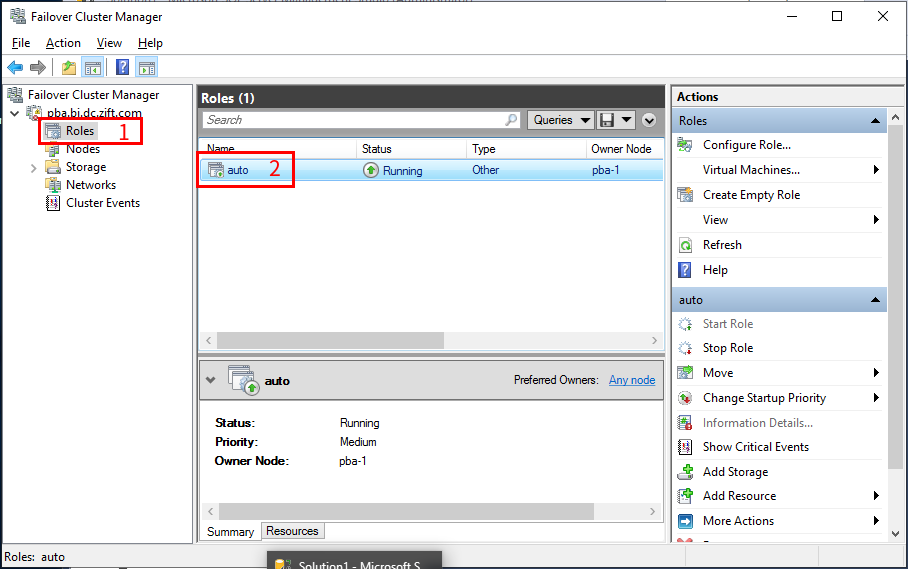 Failover Cluster Manager
File Action View Help
Failover Cluster Manager
pba.bi.dc.zift.com
Roles 1
Nodes
Storage
Networks
Cluster Events
Roles (1)
Search Queries
Name Status Type Owner Node
auto 2 Running Other pba-1
auto Preferred Owners: Any node
Status: Running
Priority: Medium
Owner Node: pba-1
Summary Resources
Actions
Roles
Configure Role...
Virtual Machines...
Create Empty Role
View
Refresh
Help
auto
Start Role
Stop Role
Move
Change Startup Priority
Information Details...
Show Critical Events
Add Storage
Add Resource
More Actions
Roles: auto
Solution1 - Microsoft S